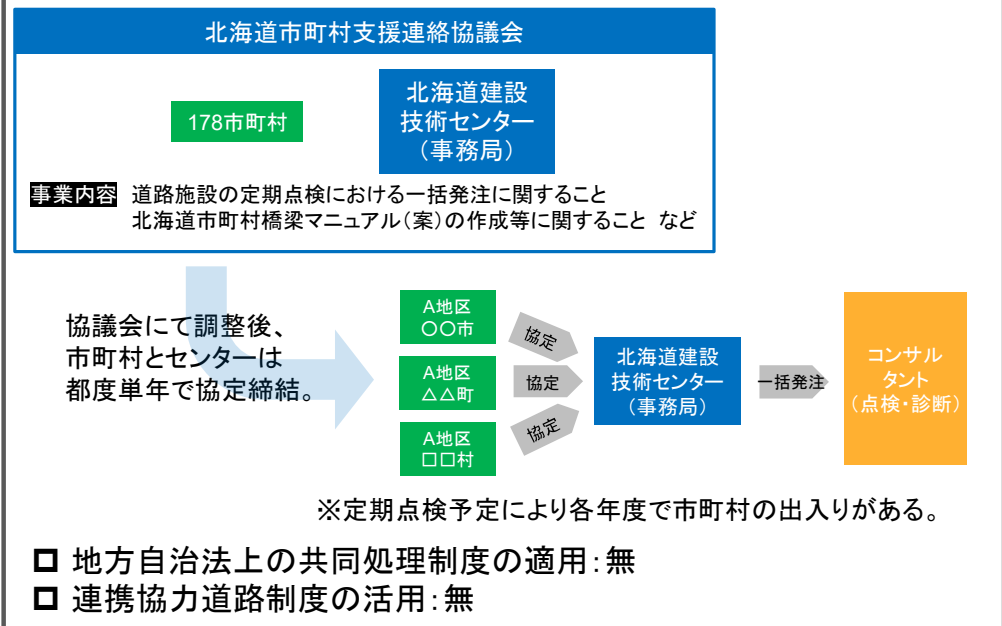 北海道市町村支援連絡協議会
178市町村
北海道建設
技術センター
（事務局）
事業内容 道路施設の定期点検における一括発注に関すること
北海道市町村橋梁マニュアル（案）の作成等に関すること など
協議会にて調整後、
市町村とセンターは
都度単年で協定締結。
A地区
〇〇市
協定
A地区
△△町
協定
A地区
□□村
協定
北海道建設
技術センター
（事務局）
一括発注
コンサル
タント
（点検・診断）
※定期点検予定により各年度で市町村の出入りがある。
地方自治法上の共同処理制度の適用：無
連携協力道路制度の活用：無